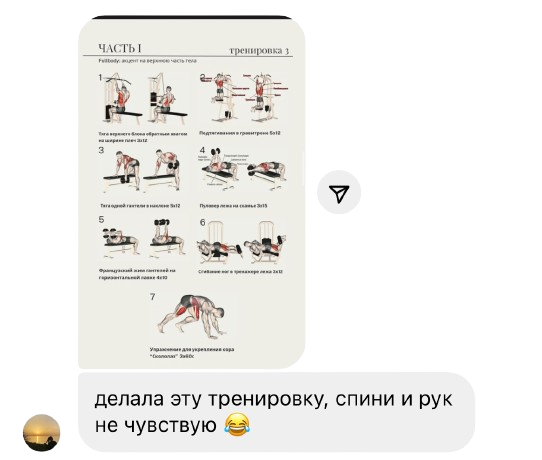 ЧАСТЬ I
тренировка 3
Fullbody: акцент на верхнюю часть тела
1
2
Тяга верхнего блока обратным хватом
на ширине плеч 3х12
Подтягивания в гравитроне 5х12
3
4
Тяга одной гантели в наклоне 5х12
Пуловер лежа на скамье 3х15
5
6
Французский жим гантелей на
горизонтальной лавке 4х10
Сгибание ног в тренажере лежа 3х12
7
Упражнение для укрепления кора
"Скалолаз" 3х60с
делала эту тренировку, спини и рук
не чувствую 😂